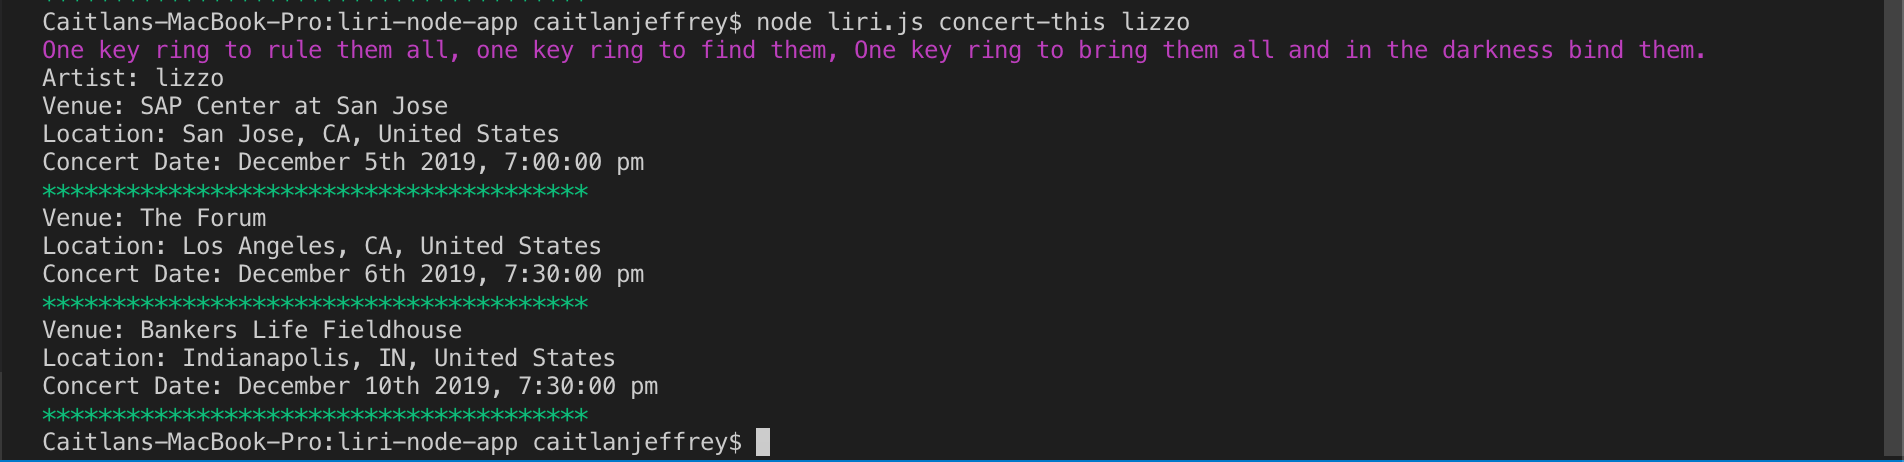 Caitlans-MacBook-Pro:liri-node-app caitlanjeffrey$ node liri.js concert-this lizzo
One key ring to rule them all, one key ring to find them, One key ring to bring them all and in the darkness bind them.
Artist: lizzo
Venue: SAP Center at San Jose
Location: San Jose, CA, United States
Concert Date: December 5th 2019, 7:00:00 pm
***************************************
Venue: The Forum
Location: Los Angeles, CA, United States
Concert Date: December 6th 2019, 7:30:00 pm
***************************************
Venue: Bankers Life Fieldhouse
Location: Indianapolis, IN, United States
Concert Date: December 10th 2019, 7:30:00 pm
***************************************
Caitlans-MacBook-Pro:liri-node-app caitlanjeffrey$